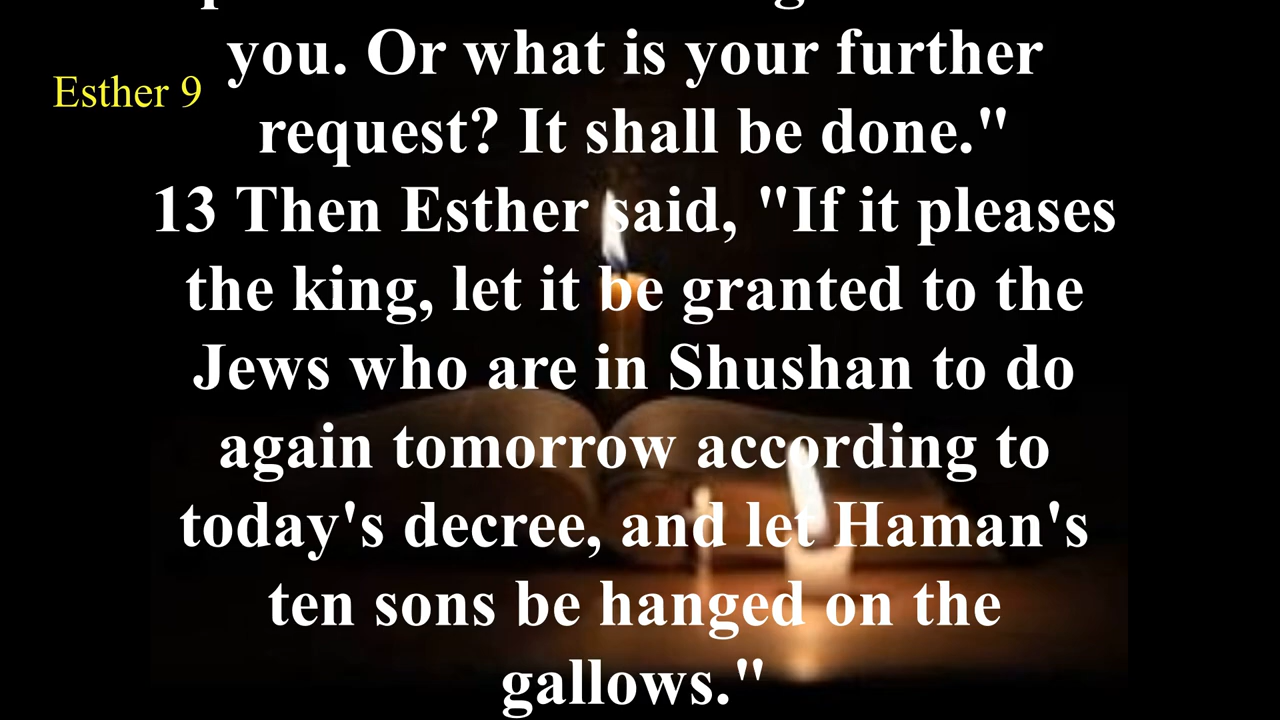 you. Or what is your further
Esther 9
request? It shall be done."
13 Then Esther said, "If it pleases
the king, let it be granted to the
Jews who are in Shushan to do
again tomorrow according to
today's decree, and let Haman's
ten sons be hanged on the
gallows."